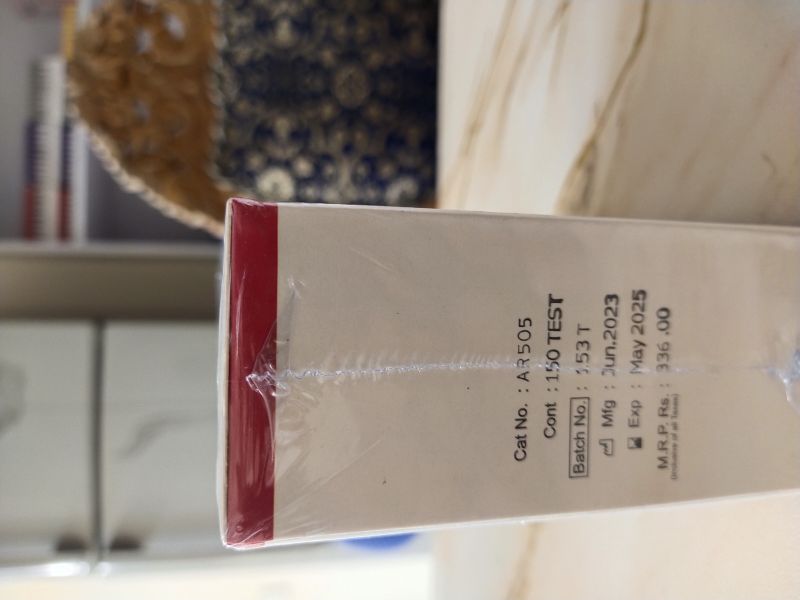 Cat No. : AR505
Cont : 150 TEST
Batch No. : 153 T
Mfg : Jun.2023
Exp : May 2025
M.R.P. Rs. : 336.00
(Inclusive of all Taxes)